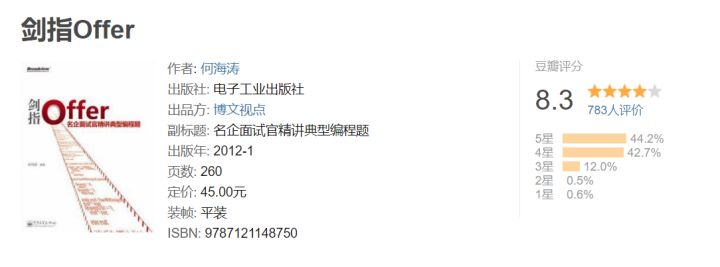 剑指Offer
Broadview
剑指
Offer
名企面试官精讲典型编程题
作者: 何海涛
出版社: 电子工业出版社
出品方: 博文视点
副标题: 名企面试官精讲典型编程题
出版年: 2012-1
页数: 260
定价: 45.00元
装帧: 平装
ISBN: 9787121148750
豆瓣评分
8.3
783人评价
5星 44.2%
4星 42.7%
3星 12.0%
2星 0.5%
1星 0.6%